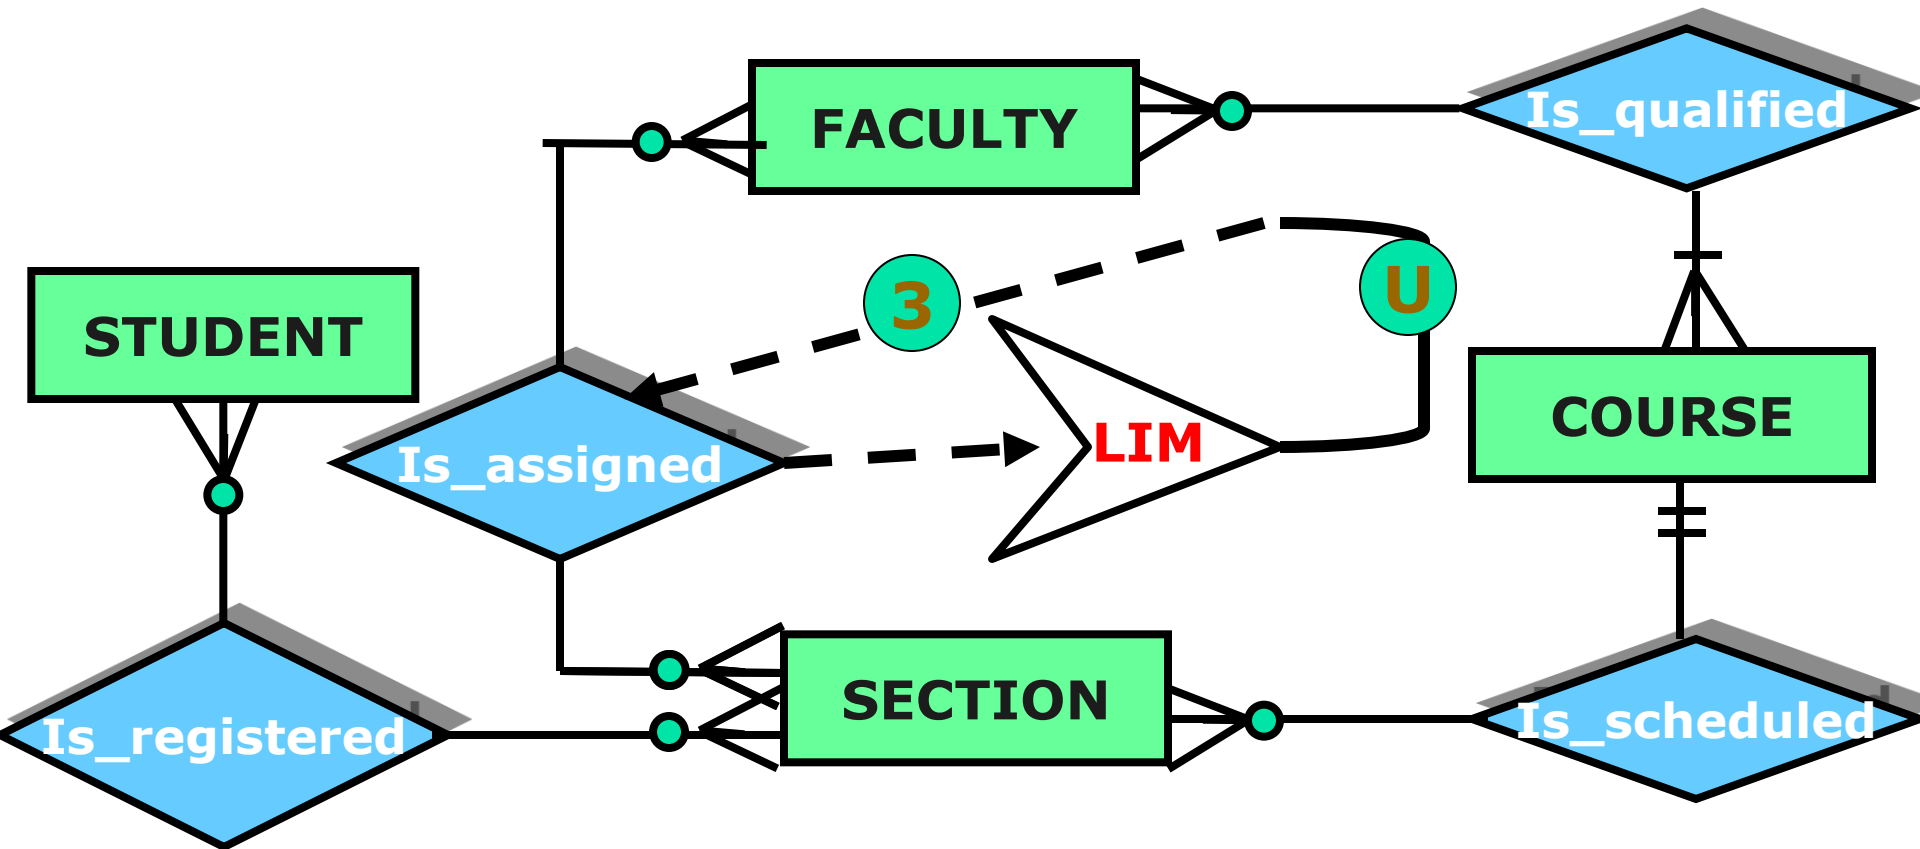 FACULTY
Is_qualified
3
U
STUDENT
COURSE
Is_assigned
LIM
SECTION
Is_registered
Is_scheduled